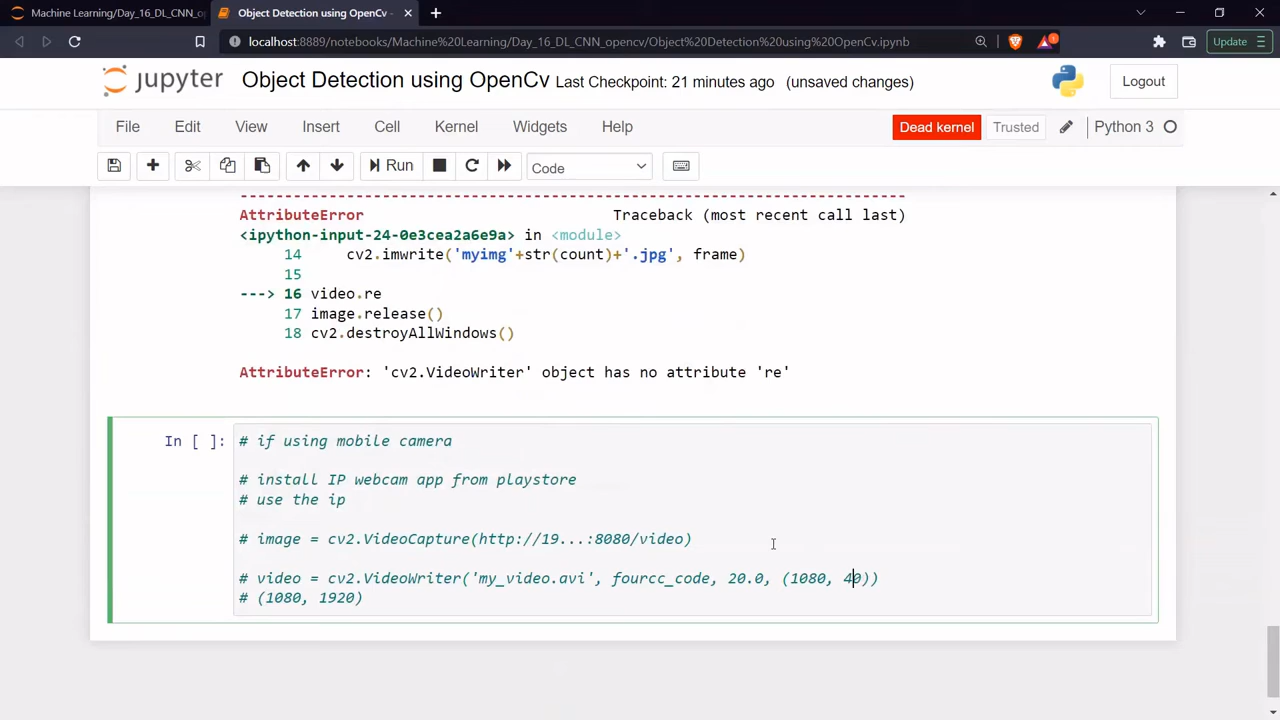 Machine Learning/Day_16_DL_CNN_op
Object Detection using OpenCv -
Update
localhost:8889/notebooks/Machine%20Learning/Day_16_DL_CNN_opencv/Object%20Detection%20using%20OpenCv.ipynb
jupyter Object Detection using OpenCv Last Checkpoint: 21 minutes ago (unsaved changes)
Logout
File Edit View Insert Cell Kernel Widgets Help
Dead kernel Trusted Python 3
Run Code
---------------------------------------------------------------------------
AttributeError Traceback (most recent call last)
<ipython-input-24-0e3cea2a6e9a> in <module>
14 cv2.imwrite('myimg'+str(count)+'.jpg', frame)
15
---> 16 video.re
17 image.release()
18 cv2.destroyAllWindows()
AttributeError: 'cv2.VideoWriter' object has no attribute 're'
In [ ]: # if using mobile camera
# install IP webcam app from playstore
# use the ip
# image = cv2.VideoCapture(http://19...:8080/video)
# video = cv2.VideoWriter('my_video.avi', fourcc_code, 20.0, (1080, 40))
# (1080, 1920)